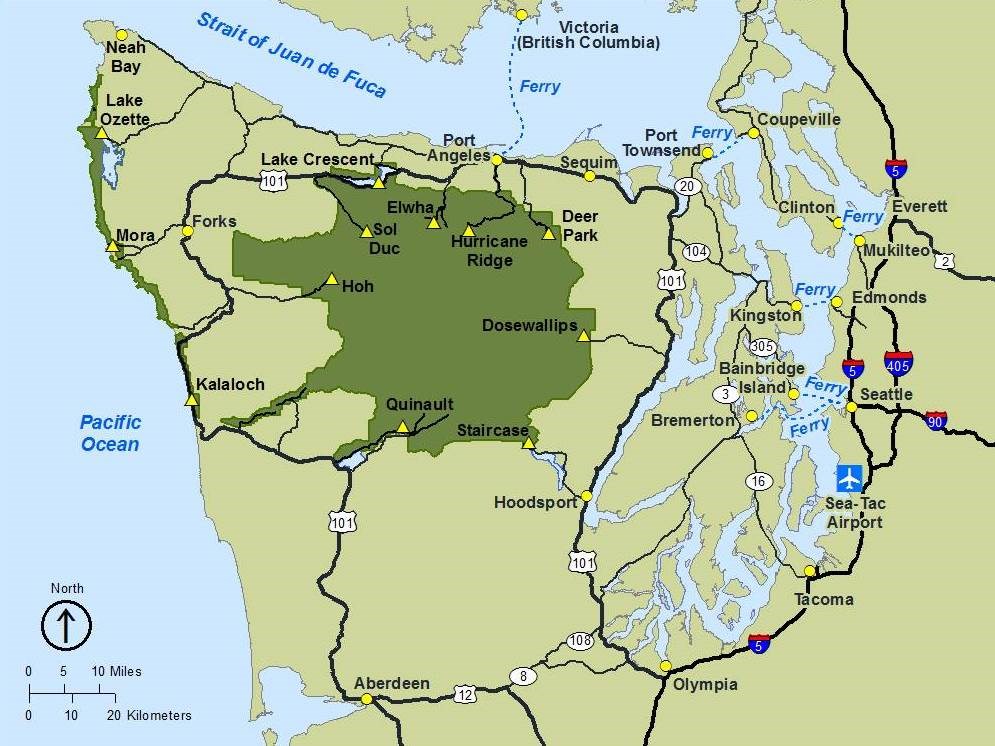 Strait of Juan de Fuca
Victoria
(British Columbia)
Ferry
Neah
Bay
Lake
Ozette
Port
Angeles
Sequim
Port
Townsend
Ferry
Coupeville
Lake Crescent
101
20
5
Forks
Mora
Elwha
Sol
Duc
Hurricane
Ridge
Deer
Park
Clinton
Ferry
Everett
Mukilteo
2
104
101
Hoh
Ferry
Kingston
Edmonds
Dosewallips
305
5
405
Bainbridge
Island
Ferry
Seattle
3
Kalaloch
Quinault
Bremerton
Ferry
90
Pacific
Ocean
Staircase
16
Hoodsport
Sea-Tac
Airport
101
101
Tacoma
North
108
5
0 5 10 Miles
0 10 20 Kilometers
8
Olympia
Aberdeen
12